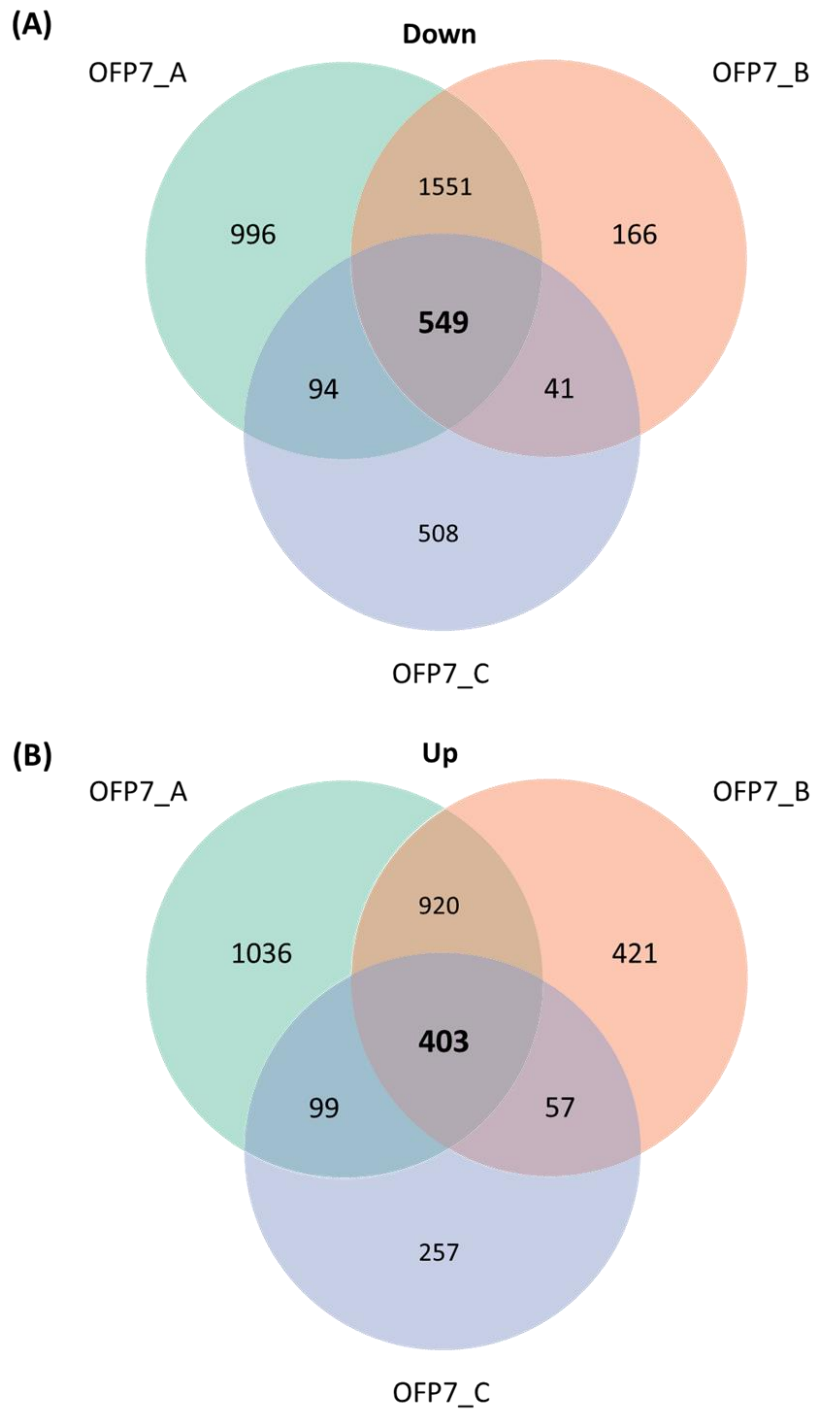 (A)
Down
OFP7_A
OFP7_B
1551
996
166
549
94
41
508
OFP7_C
(B)
Up
OFP7_A
OFP7_B
920
1036
421
403
99
57
257
OFP7_C